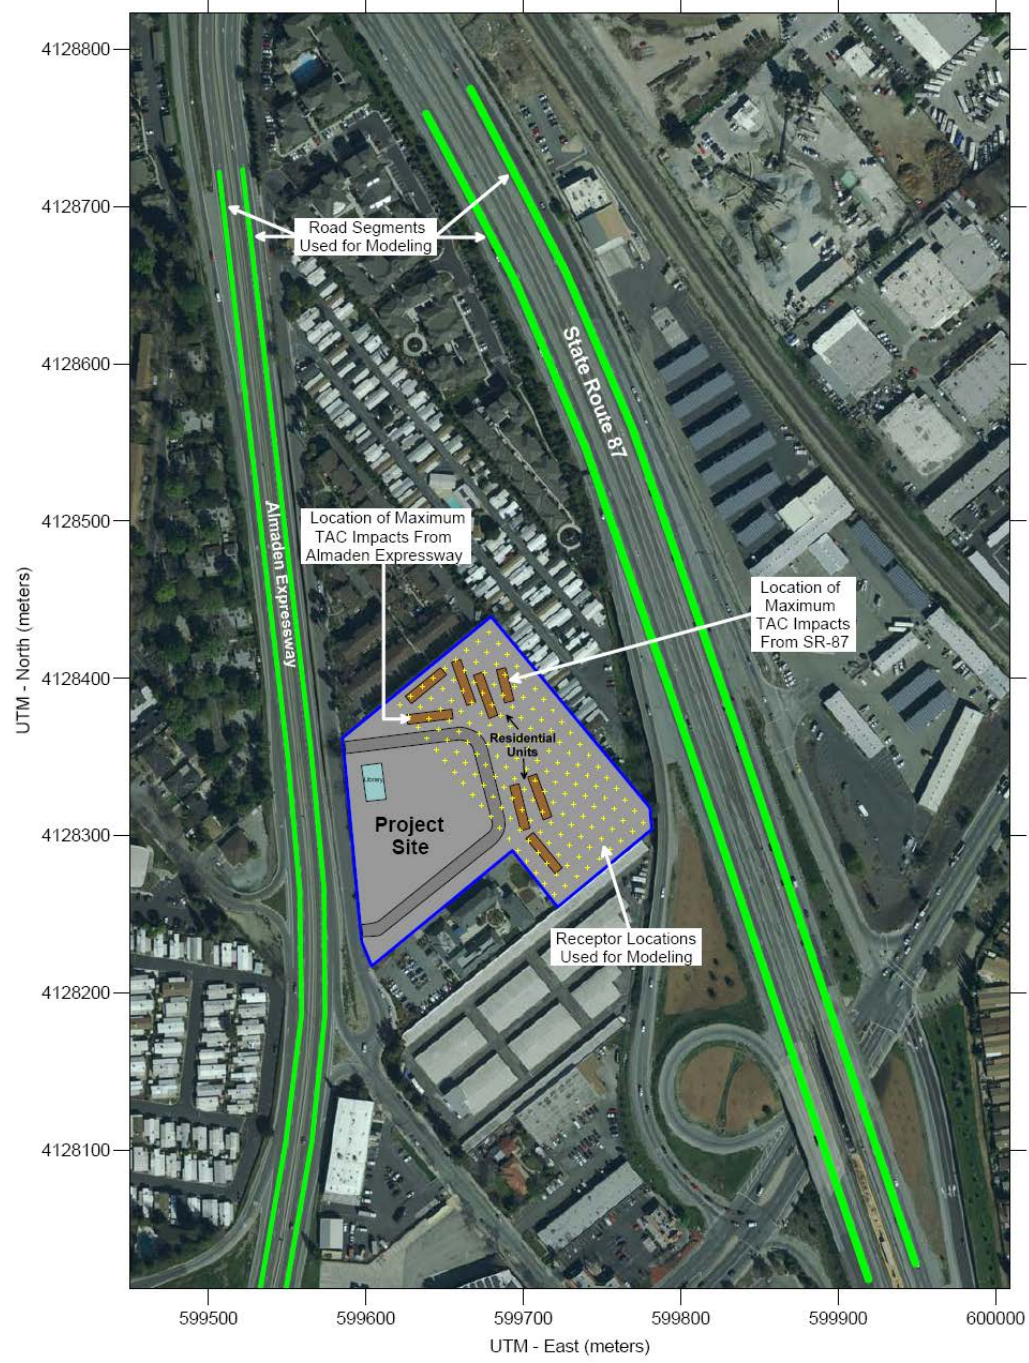 4128800
4128700
Road Segments
Used for Modeling
4128600
State Route 87
4128500
Almaden Expressway
Location of Maximum
TAC Impacts From
Almaden Expressway
Location of
Maximum
TAC Impacts
From SR-87
UTM - North (meters)
4128400
Residential
Units
Library
4128300
Project
Site
Receptor Locations
Used for Modeling
4128200
4128100
599500
599600
599700
599800
599900
600000
UTM - East (meters)